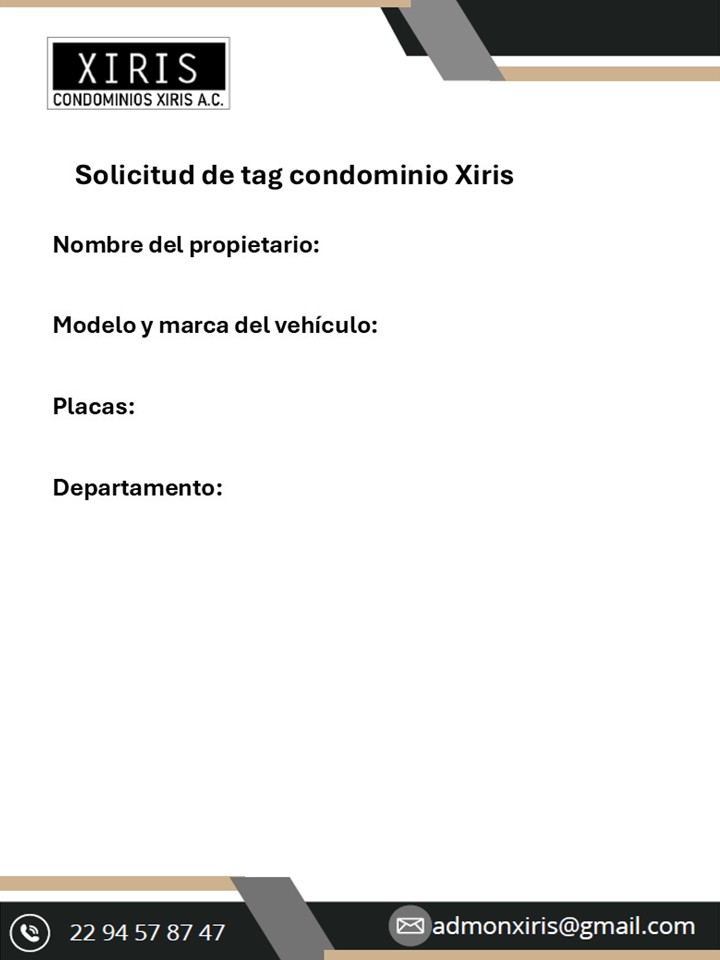 XIRIS
CONDOMINIOS XIRIS A.C.
Solicitud de tag condominio Xiris
Nombre del propietario:
Modelo y marca del vehículo:
Placas:
Departamento:
22 94 57 87 47
admonxiris@gmail.com